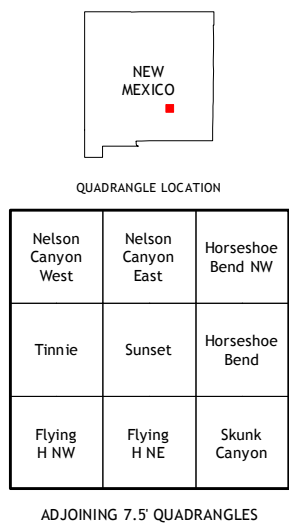 NEW
MEXICO
QUADRANGLE LOCATION
Nelson
Canyon
West
Nelson
Canyon
East
Horseshoe
Bend NW
Tinnie
Sunset
Horseshoe
Bend
Flying
H NW
Flying
H NE
Skunk
Canyon
ADJOINING 7.5' QUADRANGLES